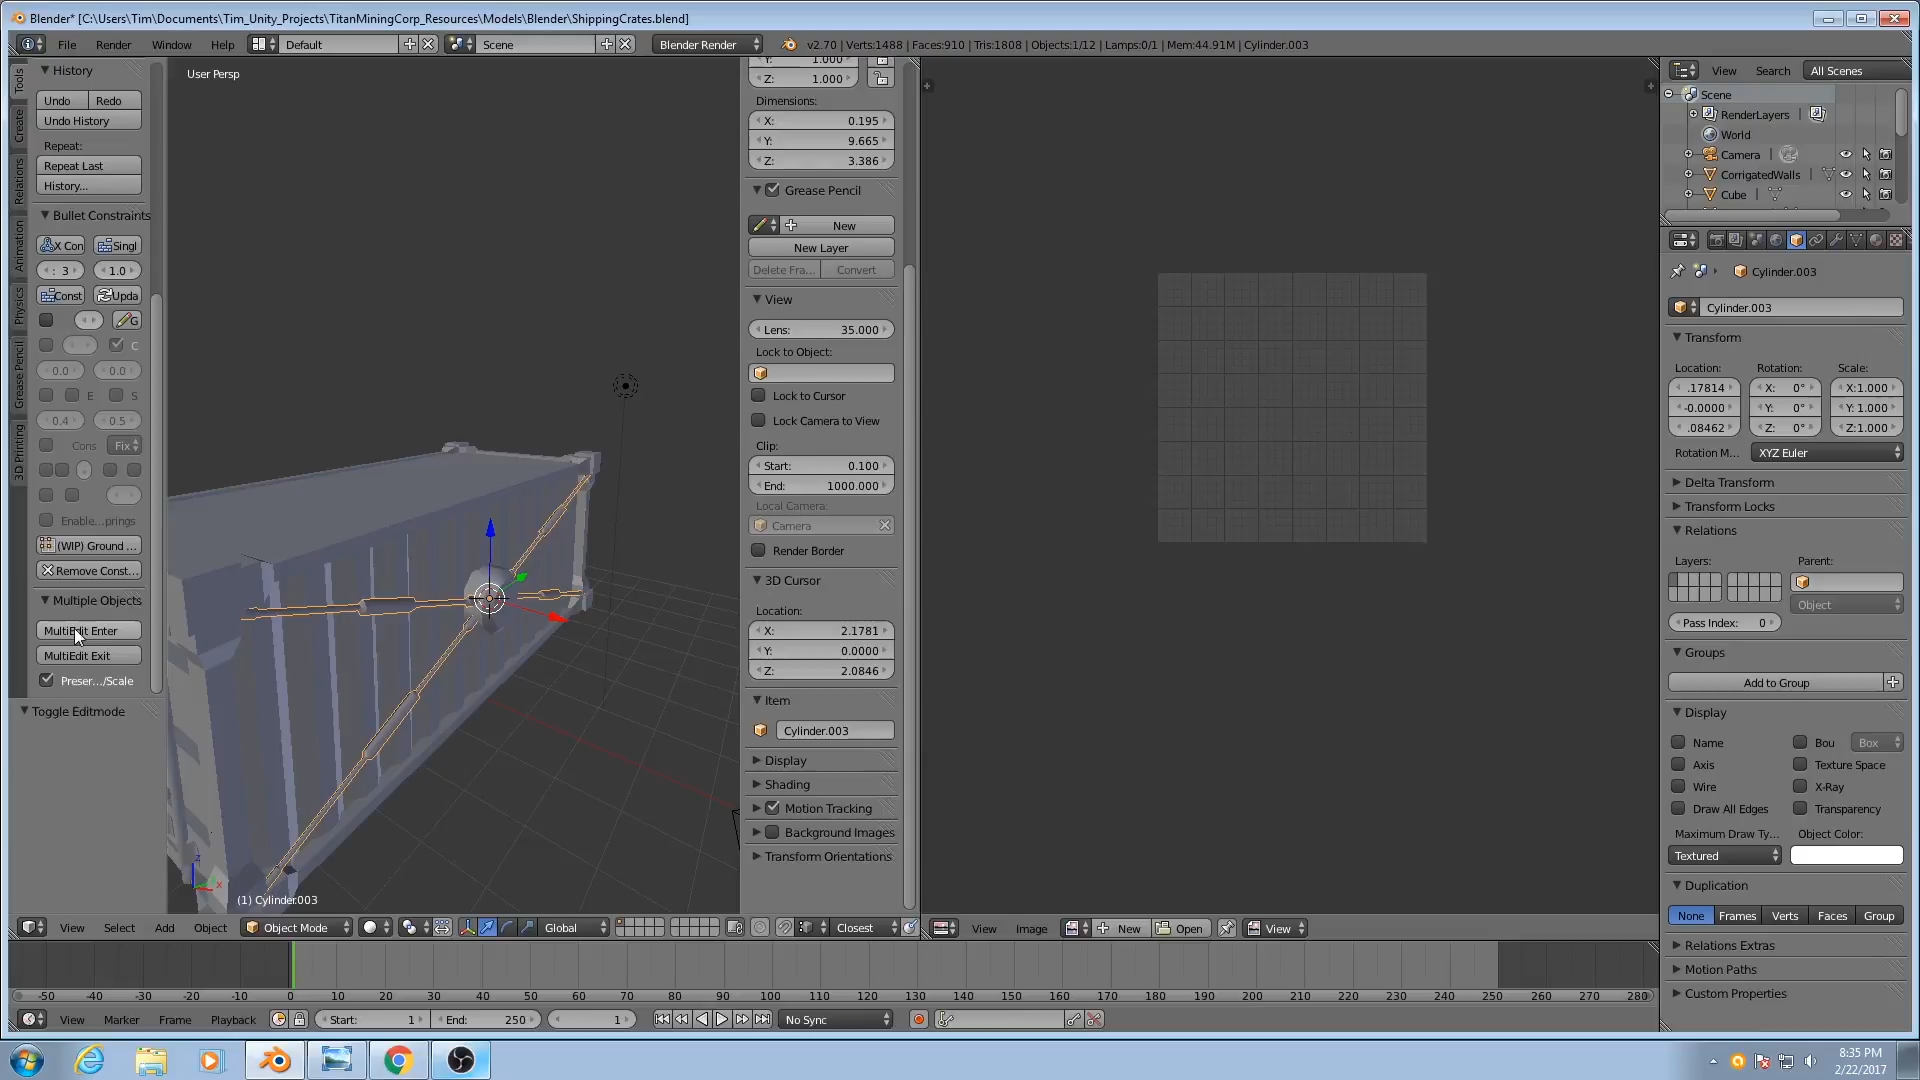 Blender* [C:\Users\Tim\Documents\Tim_Unity_Projects\TitanMiningCorp_Resources\Models\Blender\ShippingCrates.blend]
File Render Window Help Default Scene Blender Render v2.70 | Verts:1488 | Faces:910 | Tris:1808 | Objects:1/12 | Lamps:0/1 | Mem:44.91M | Cylinder.003
Tools
Create
Relations
Animation
Physics
Grease Pencil
3D Printing
History
Undo Redo
Undo History
Repeat:
Repeat Last
History...
Bullet Constraints
X Con Singl
: 3 1.0
Const Upda
G
C
0.0 0.0
E S
0.4 0.5
Cons Fix
Enable...prings
(WIP) Ground ...
Remove Const...
Multiple Objects
MultiEdit Enter
MultiEdit Exit
Preser.../Scale
Toggle Editmode
User Persp
z
x
(1) Cylinder.003
Y: 1.000
Z: 1.000
Dimensions:
X: 0.195
Y: 9.665
Z: 3.386
Grease Pencil
New
New Layer
Delete Fra... Convert
View
Lens: 35.000
Lock to Object:
Lock to Cursor
Lock Camera to View
Clip:
Start: 0.100
End: 1000.000
Local Camera:
Camera
Render Border
3D Cursor
Location:
X: 2.1781
Y: 0.0000
Z: 2.0846
Item
Cylinder.003
Display
Shading
Motion Tracking
Background Images
Transform Orientations
View Search All Scenes
Scene
RenderLayers
World
Camera
CorrigatedWalls
Cube
Cylinder.003
Cylinder.003
Transform
Location: Rotation: Scale:
.17814 X: 0° X:1.000
-0.0000 Y: 0° Y: 1.000
.08462 Z: 0° Z:1.000
Rotation M... XYZ Euler
Delta Transform
Transform Locks
Relations
Layers: Parent:
Object
Pass Index: 0
Groups
Add to Group
Display
Name Bou Box
Axis Texture Space
Wire X-Ray
Draw All Edges Transparency
Maximum Draw Ty... Object Color:
Textured
Duplication
None Frames Verts Faces Group
Relations Extras
Motion Paths
Custom Properties
View Select Add Object Object Mode Global Closest
View Image New Open View
-50 -40 -30 -20 -10 0 10 20 30 40 50 60 70 80 90 100 110 120 130 140 150 160 170 180 190 200 210 220 230 240 250 260 270 280
View Marker Frame Playback Start: 1 End: 250 1 No Sync
8:35 PM
2/22/2017